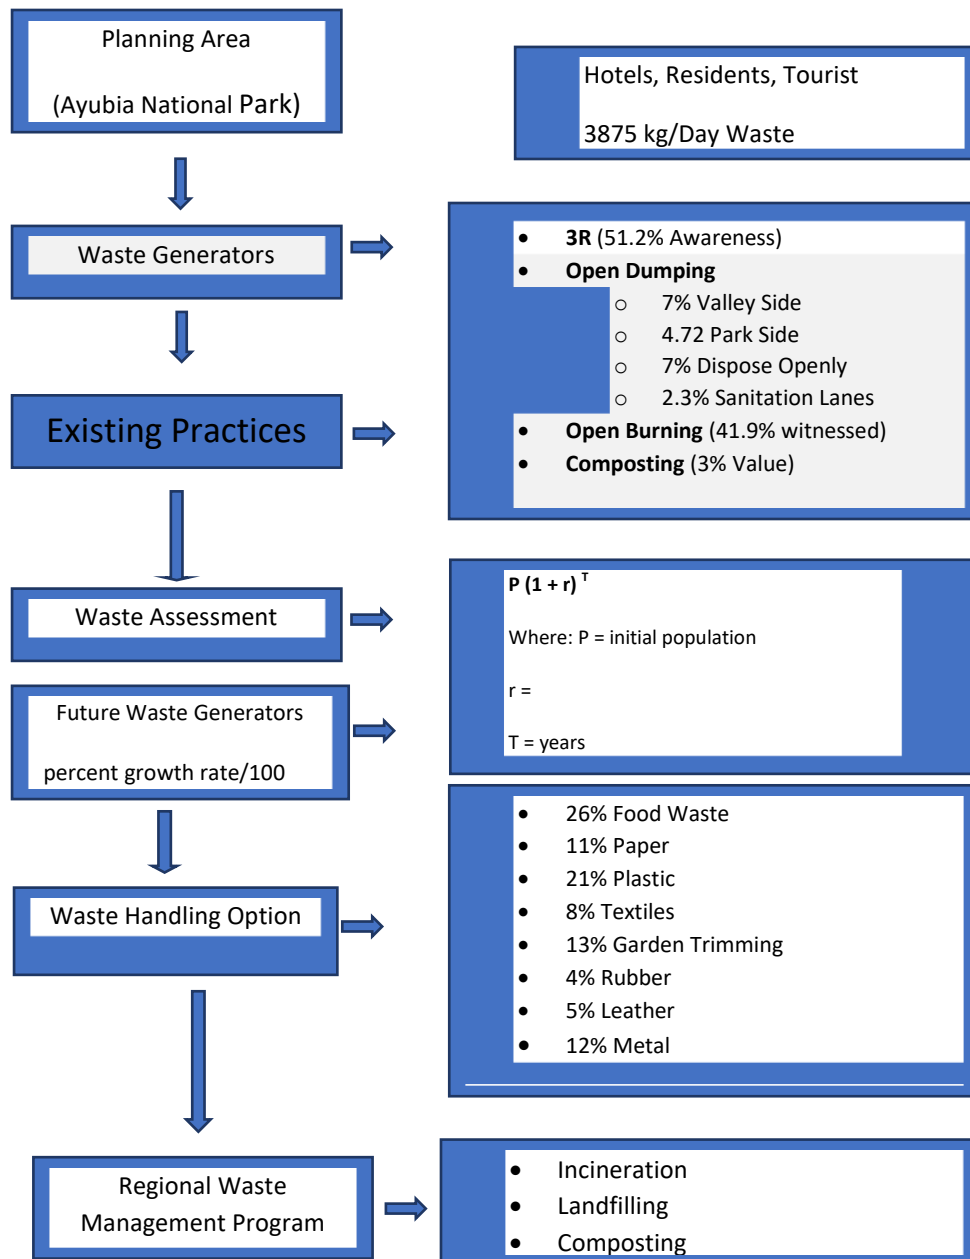 Planning Area
(Ayubia National Park)
Hotels, Residents, Tourist
3875 kg/Day Waste
Waste Generators
• 3R (51.2% Awareness)
• Open Dumping
o 7% Valley Side
o 4.72 Park Side
o 7% Dispose Openly
o 2.3% Sanitation Lanes
• Open Burning (41.9% witnessed)
• Composting (3% Value)
Existing Practices
Waste Assessment
P (1 + r) T
Where: P = initial population
r =
T = years
Future Waste Generators
percent growth rate/100
• 26% Food Waste
• 11% Paper
• 21% Plastic
• 8% Textiles
• 13% Garden Trimming
• 4% Rubber
• 5% Leather
• 12% Metal
Waste Handling Option
Regional Waste
Management Program
• Incineration
• Landfilling
• Composting